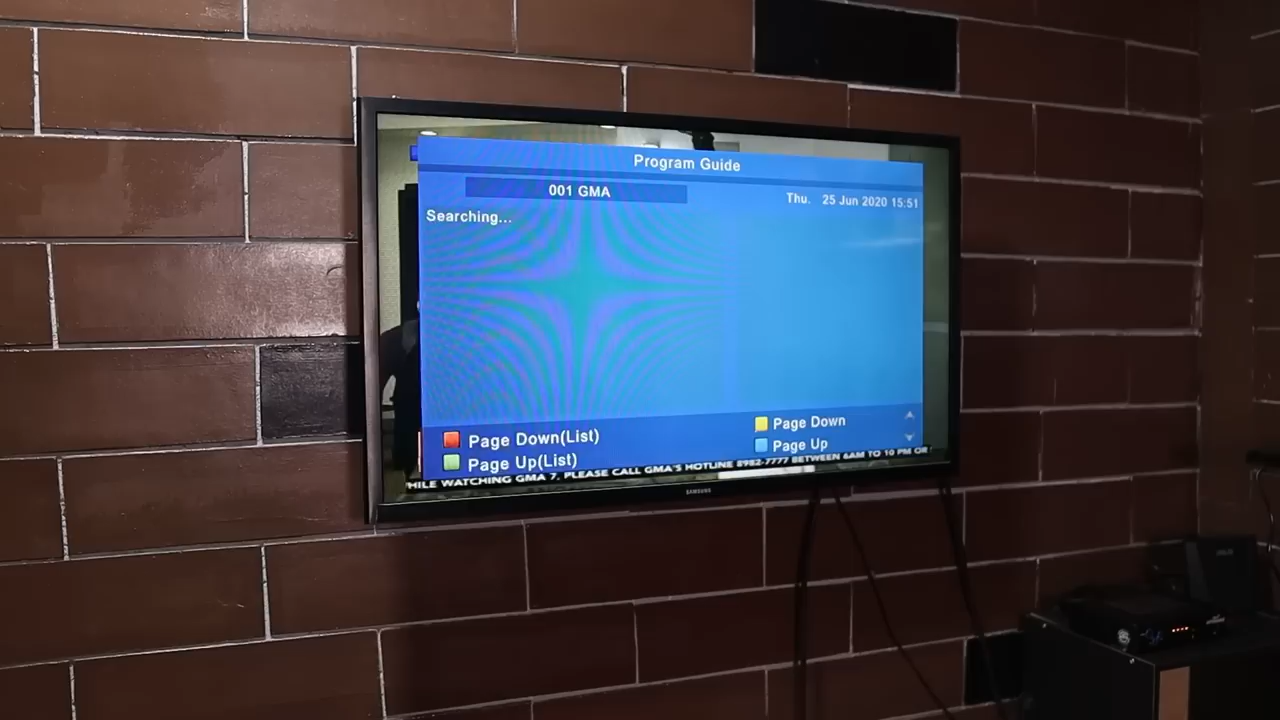 Program Guide
001 GMA
Thu. 25 Jun 2020 15:51
Searching...
Page Down(List)
Page Down
Page Up(List)
Page Up
HILE WATCHING GMA 7, PLEASE CALL GMA'S HOTLINE 8982-7777 BETWEEN 6AM TO 10 PM OR
SAMSUNG